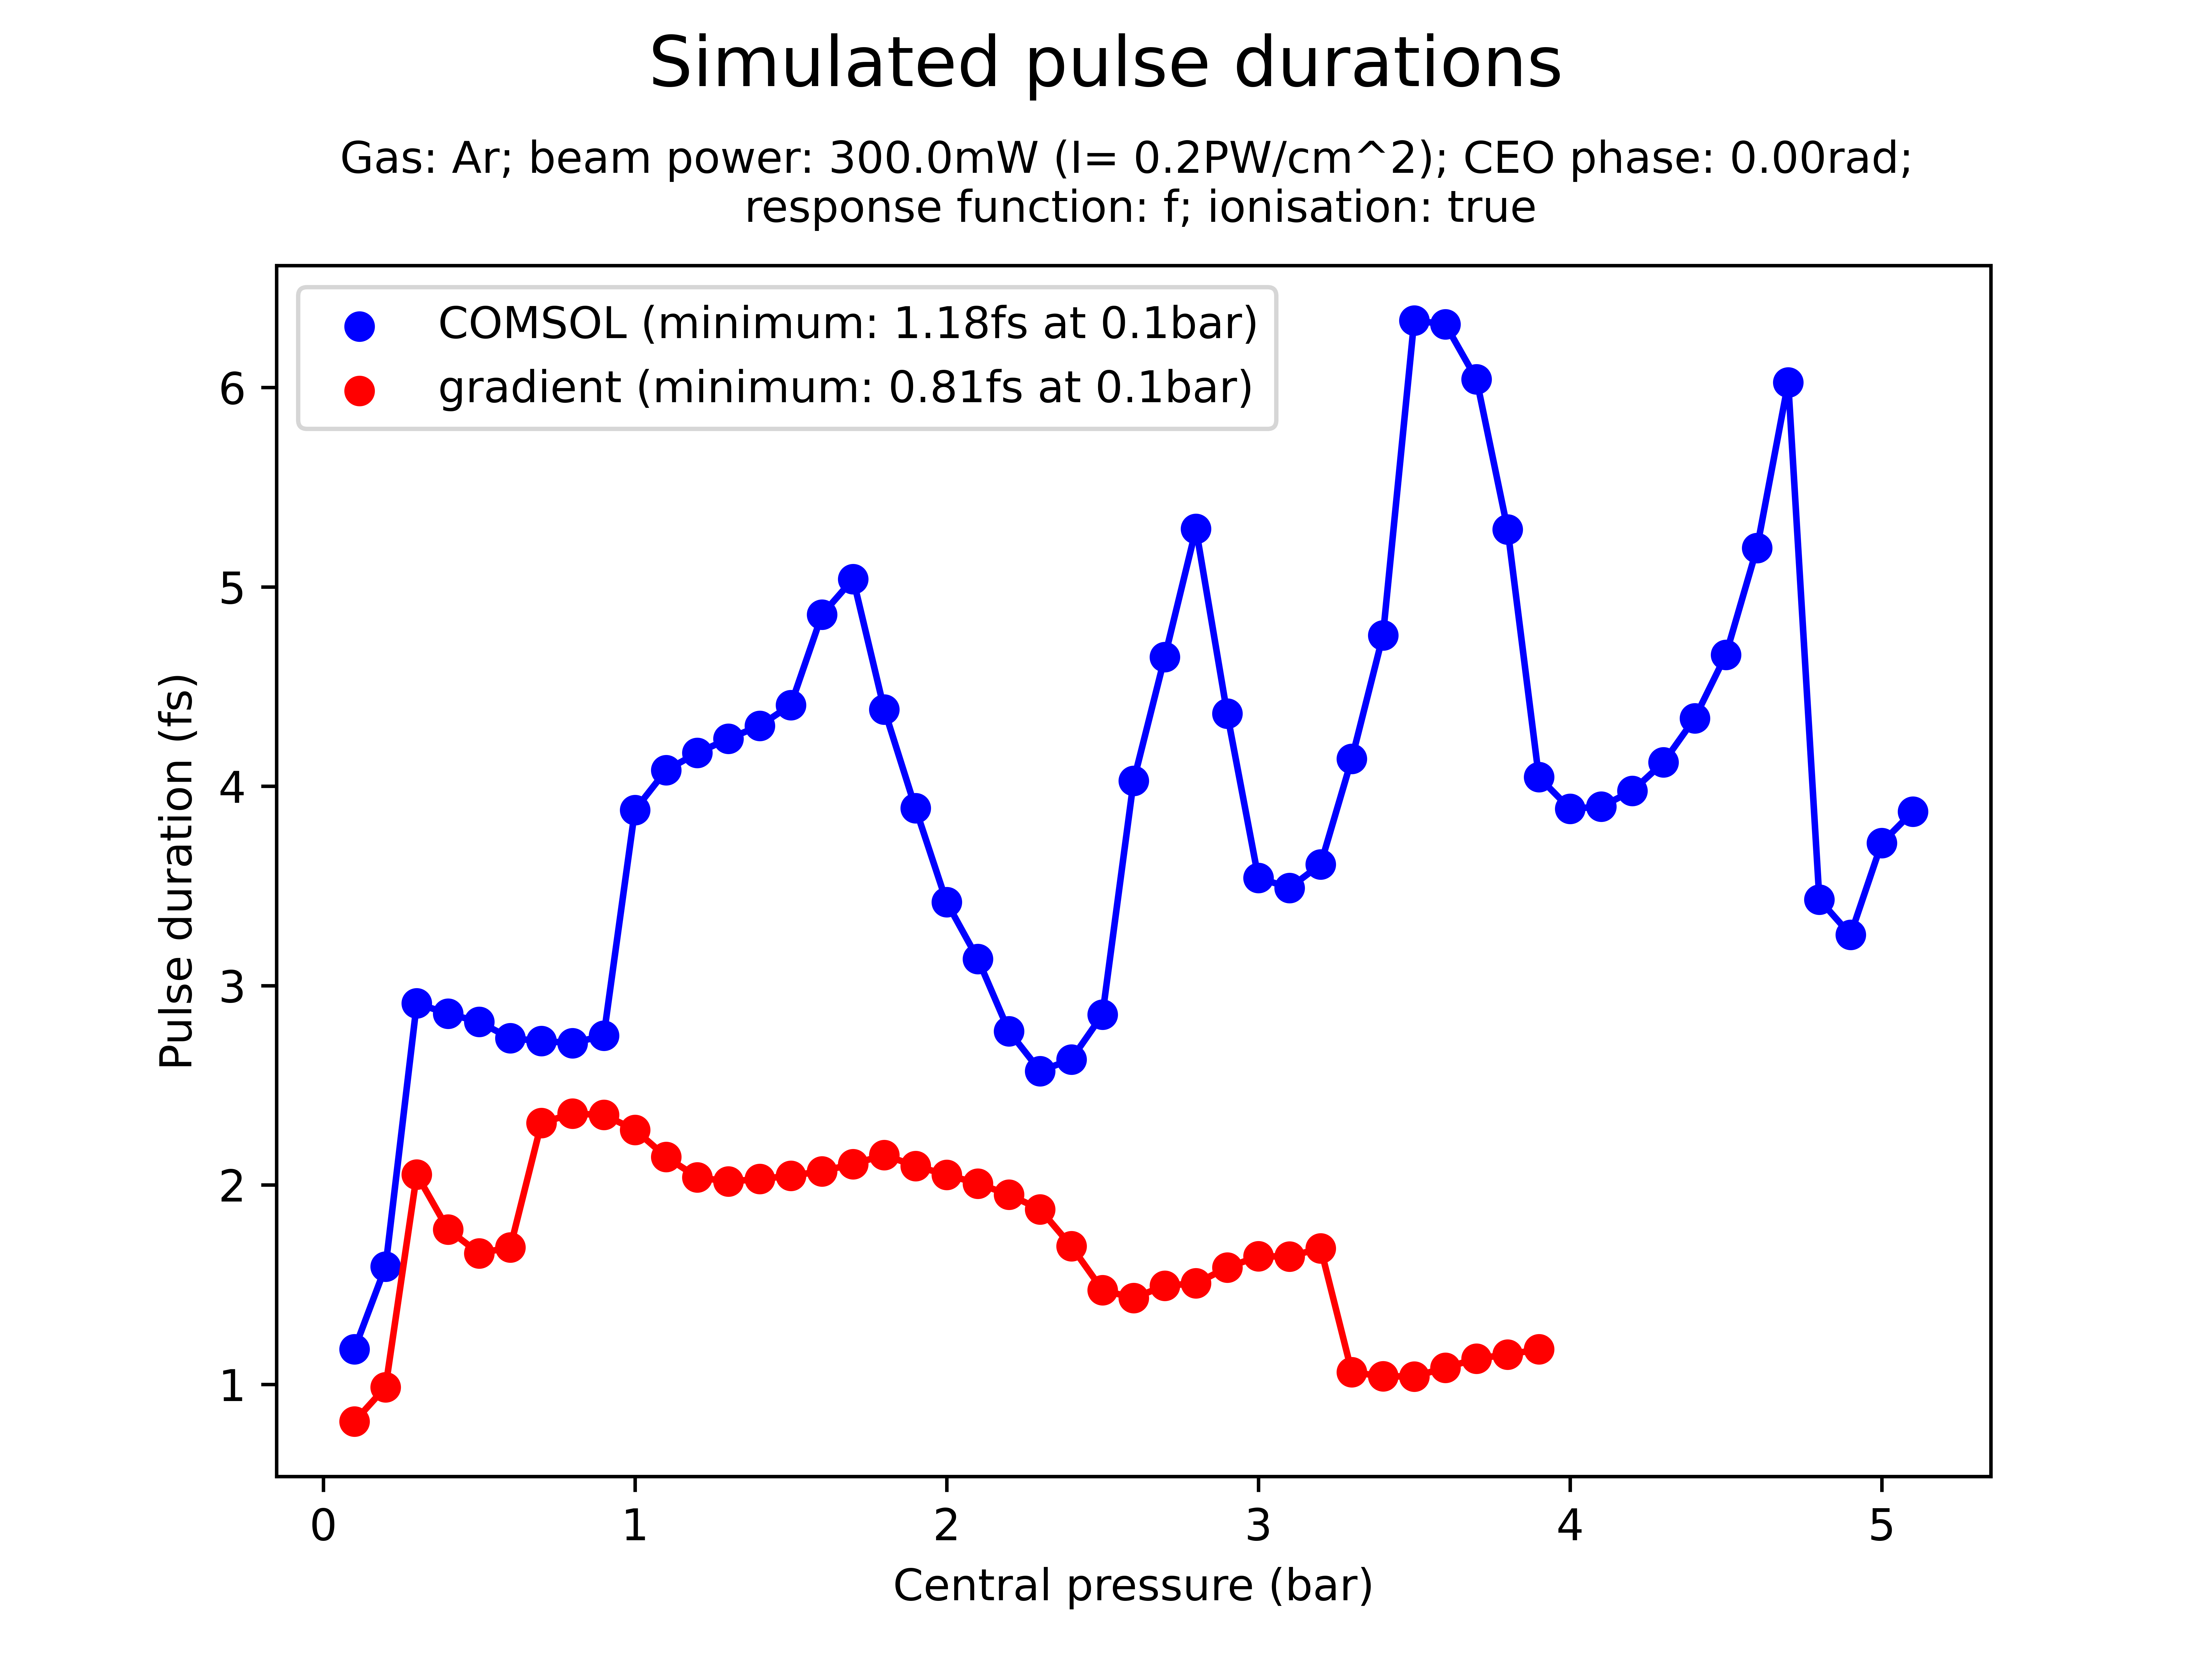 Simulated pulse durations
Gas: Ar; beam power: 300.0mW (I= 0.2PW/cm^2); CEO phase: 0.00rad;
response function: f; ionisation: true
COMSOL (minimum: 1.18fs at 0.1bar)
gradient (minimum: 0.81fs at 0.1bar)
Pulse duration (fs)
6
5
4
3
2
1
0 1 2 3 4 5
Central pressure (bar)